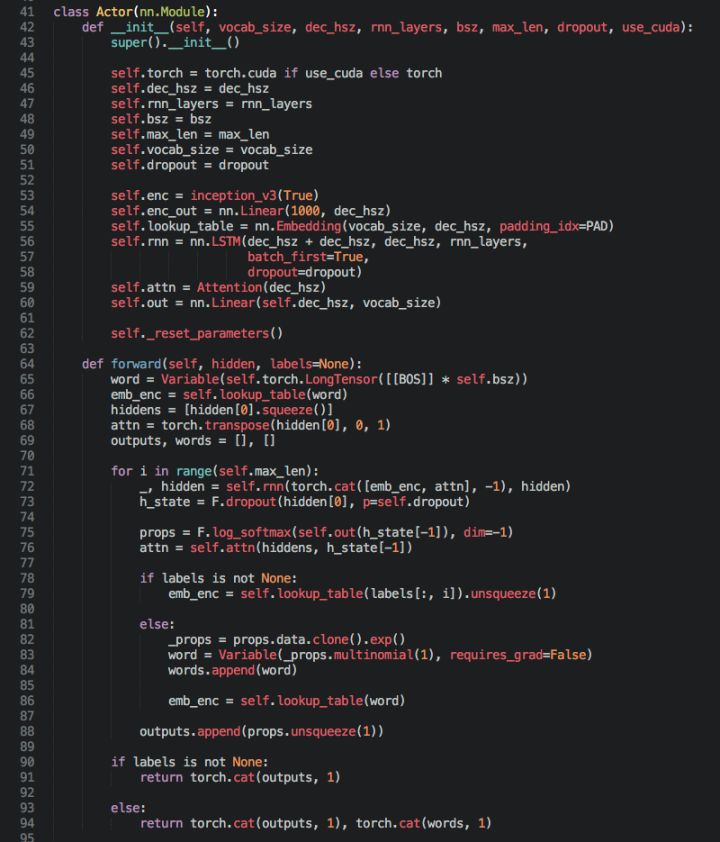 41 class Actor(nn.Module):
42     def __init__(self, vocab_size, dec_hsz, rnn_layers, bsz, max_len, dropout, use_cuda):
43         super().__init__()
44
45         self.torch = torch.cuda if use_cuda else torch
46         self.dec_hsz = dec_hsz
47         self.rnn_layers = rnn_layers
48         self.bsz = bsz
49         self.max_len = max_len
50         self.vocab_size = vocab_size
51         self.dropout = dropout
52
53         self.enc = inception_v3(True)
54         self.enc_out = nn.Linear(1000, dec_hsz)
55         self.lookup_table = nn.Embedding(vocab_size, dec_hsz, padding_idx=PAD)
56         self.rnn = nn.LSTM(dec_hsz + dec_hsz, dec_hsz, rnn_layers,
57                            batch_first=True,
58                            dropout=dropout)
59         self.attn = Attention(dec_hsz)
60         self.out = nn.Linear(self.dec_hsz, vocab_size)
61
62         self._reset_parameters()
63
64     def forward(self, hidden, labels=None):
65         word = Variable(self.torch.LongTensor([[BOS]] * self.bsz))
66         emb_enc = self.lookup_table(word)
67         hiddens = [hidden[0].squeeze()]
68         attn = torch.transpose(hidden[0], 0, 1)
69         outputs, words = [], []
70
71         for i in range(self.max_len):
72             _, hidden = self.rnn(torch.cat([emb_enc, attn], -1), hidden)
73             h_state = F.dropout(hidden[0], p=self.dropout)
74
75             props = F.log_softmax(self.out(h_state[-1]), dim=-1)
76             attn = self.attn(hiddens, h_state[-1])
77
78             if labels is not None:
79                 emb_enc = self.lookup_table(labels[:, i]).unsqueeze(1)
80
81             else:
82                 _props = props.data.clone().exp()
83                 word = Variable(_props.multinomial(1), requires_grad=False)
84                 words.append(word)
85
86                 emb_enc = self.lookup_table(word)
87
88             outputs.append(props.unsqueeze(1))
89
90         if labels is not None:
91             return torch.cat(outputs, 1)
92
93         else:
94             return torch.cat(outputs, 1), torch.cat(words, 1)
95